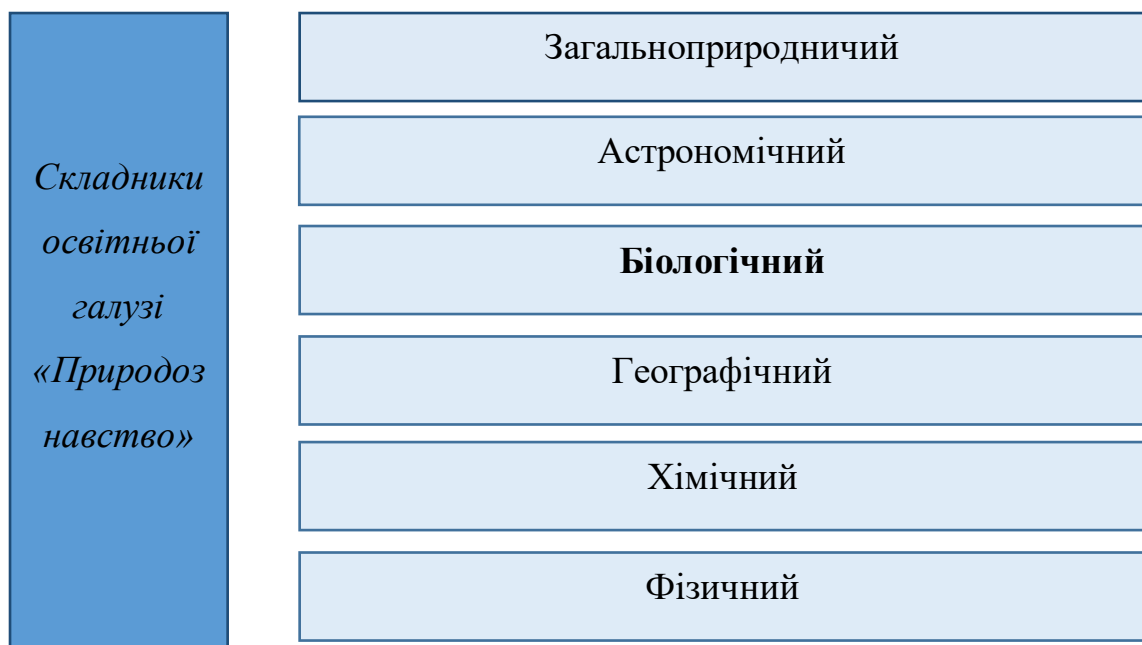 Складники
освітньої
галузі
«Природоз
навство»
Загальноприродничий
Астрономічний
Біологічний
Географічний
Хімічний
Фізичний